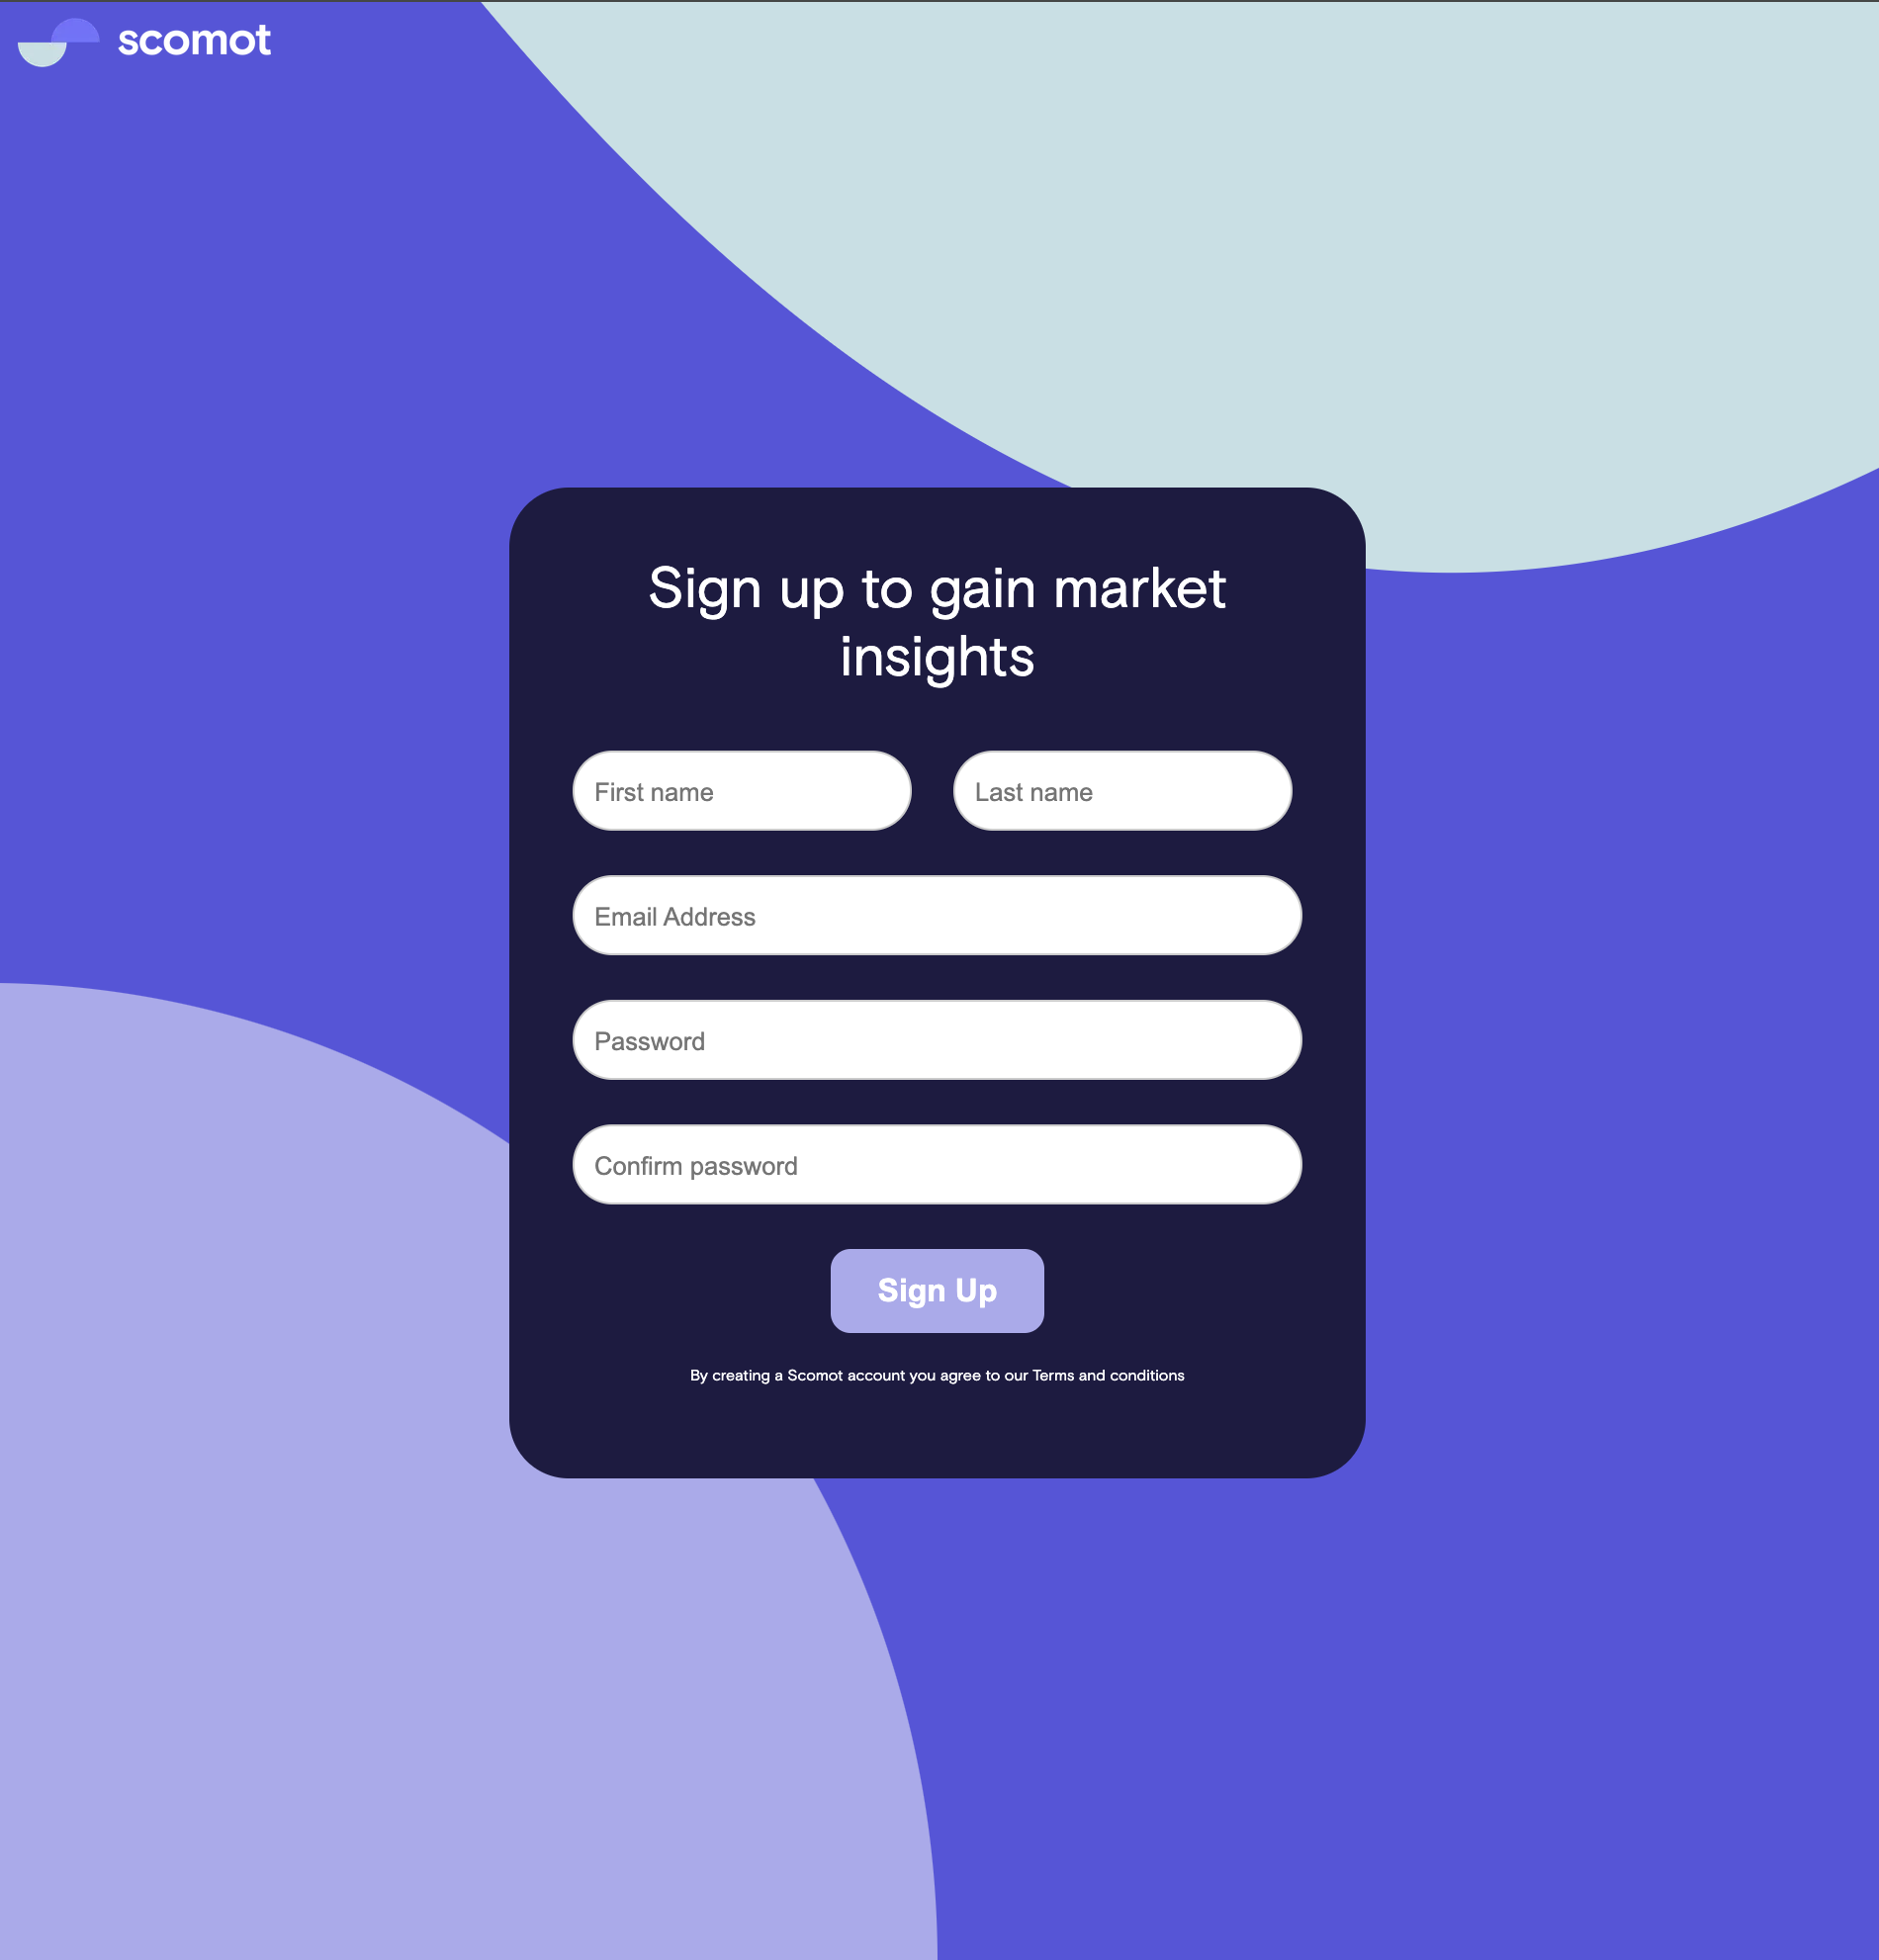 scomot
Sign up to gain market
insights
First name
Last name
Email Address
Password
Confirm password
Sign Up
By creating a Scomot account you agree to our Terms and conditions